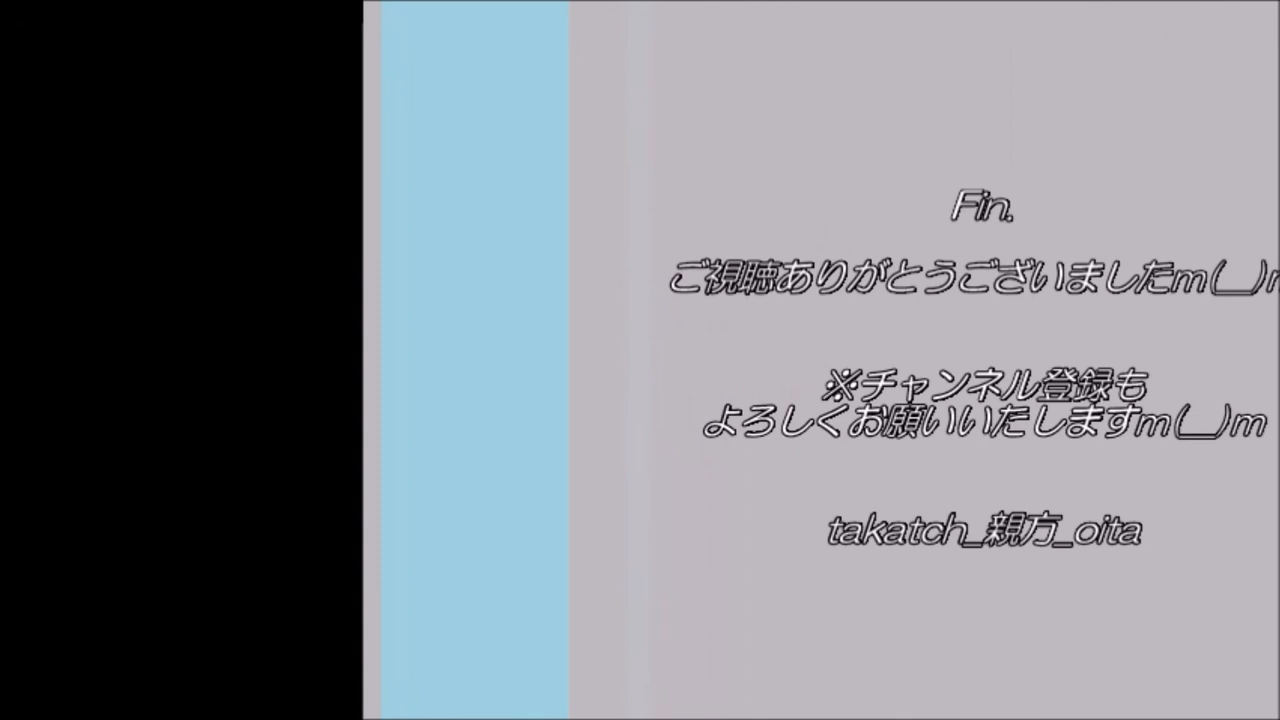 Fin.
ご視聴ありがとうございましたm(__)m
※チャンネル登録も
よろしくお願いいたしますm(__)m
takatch_親方_oita